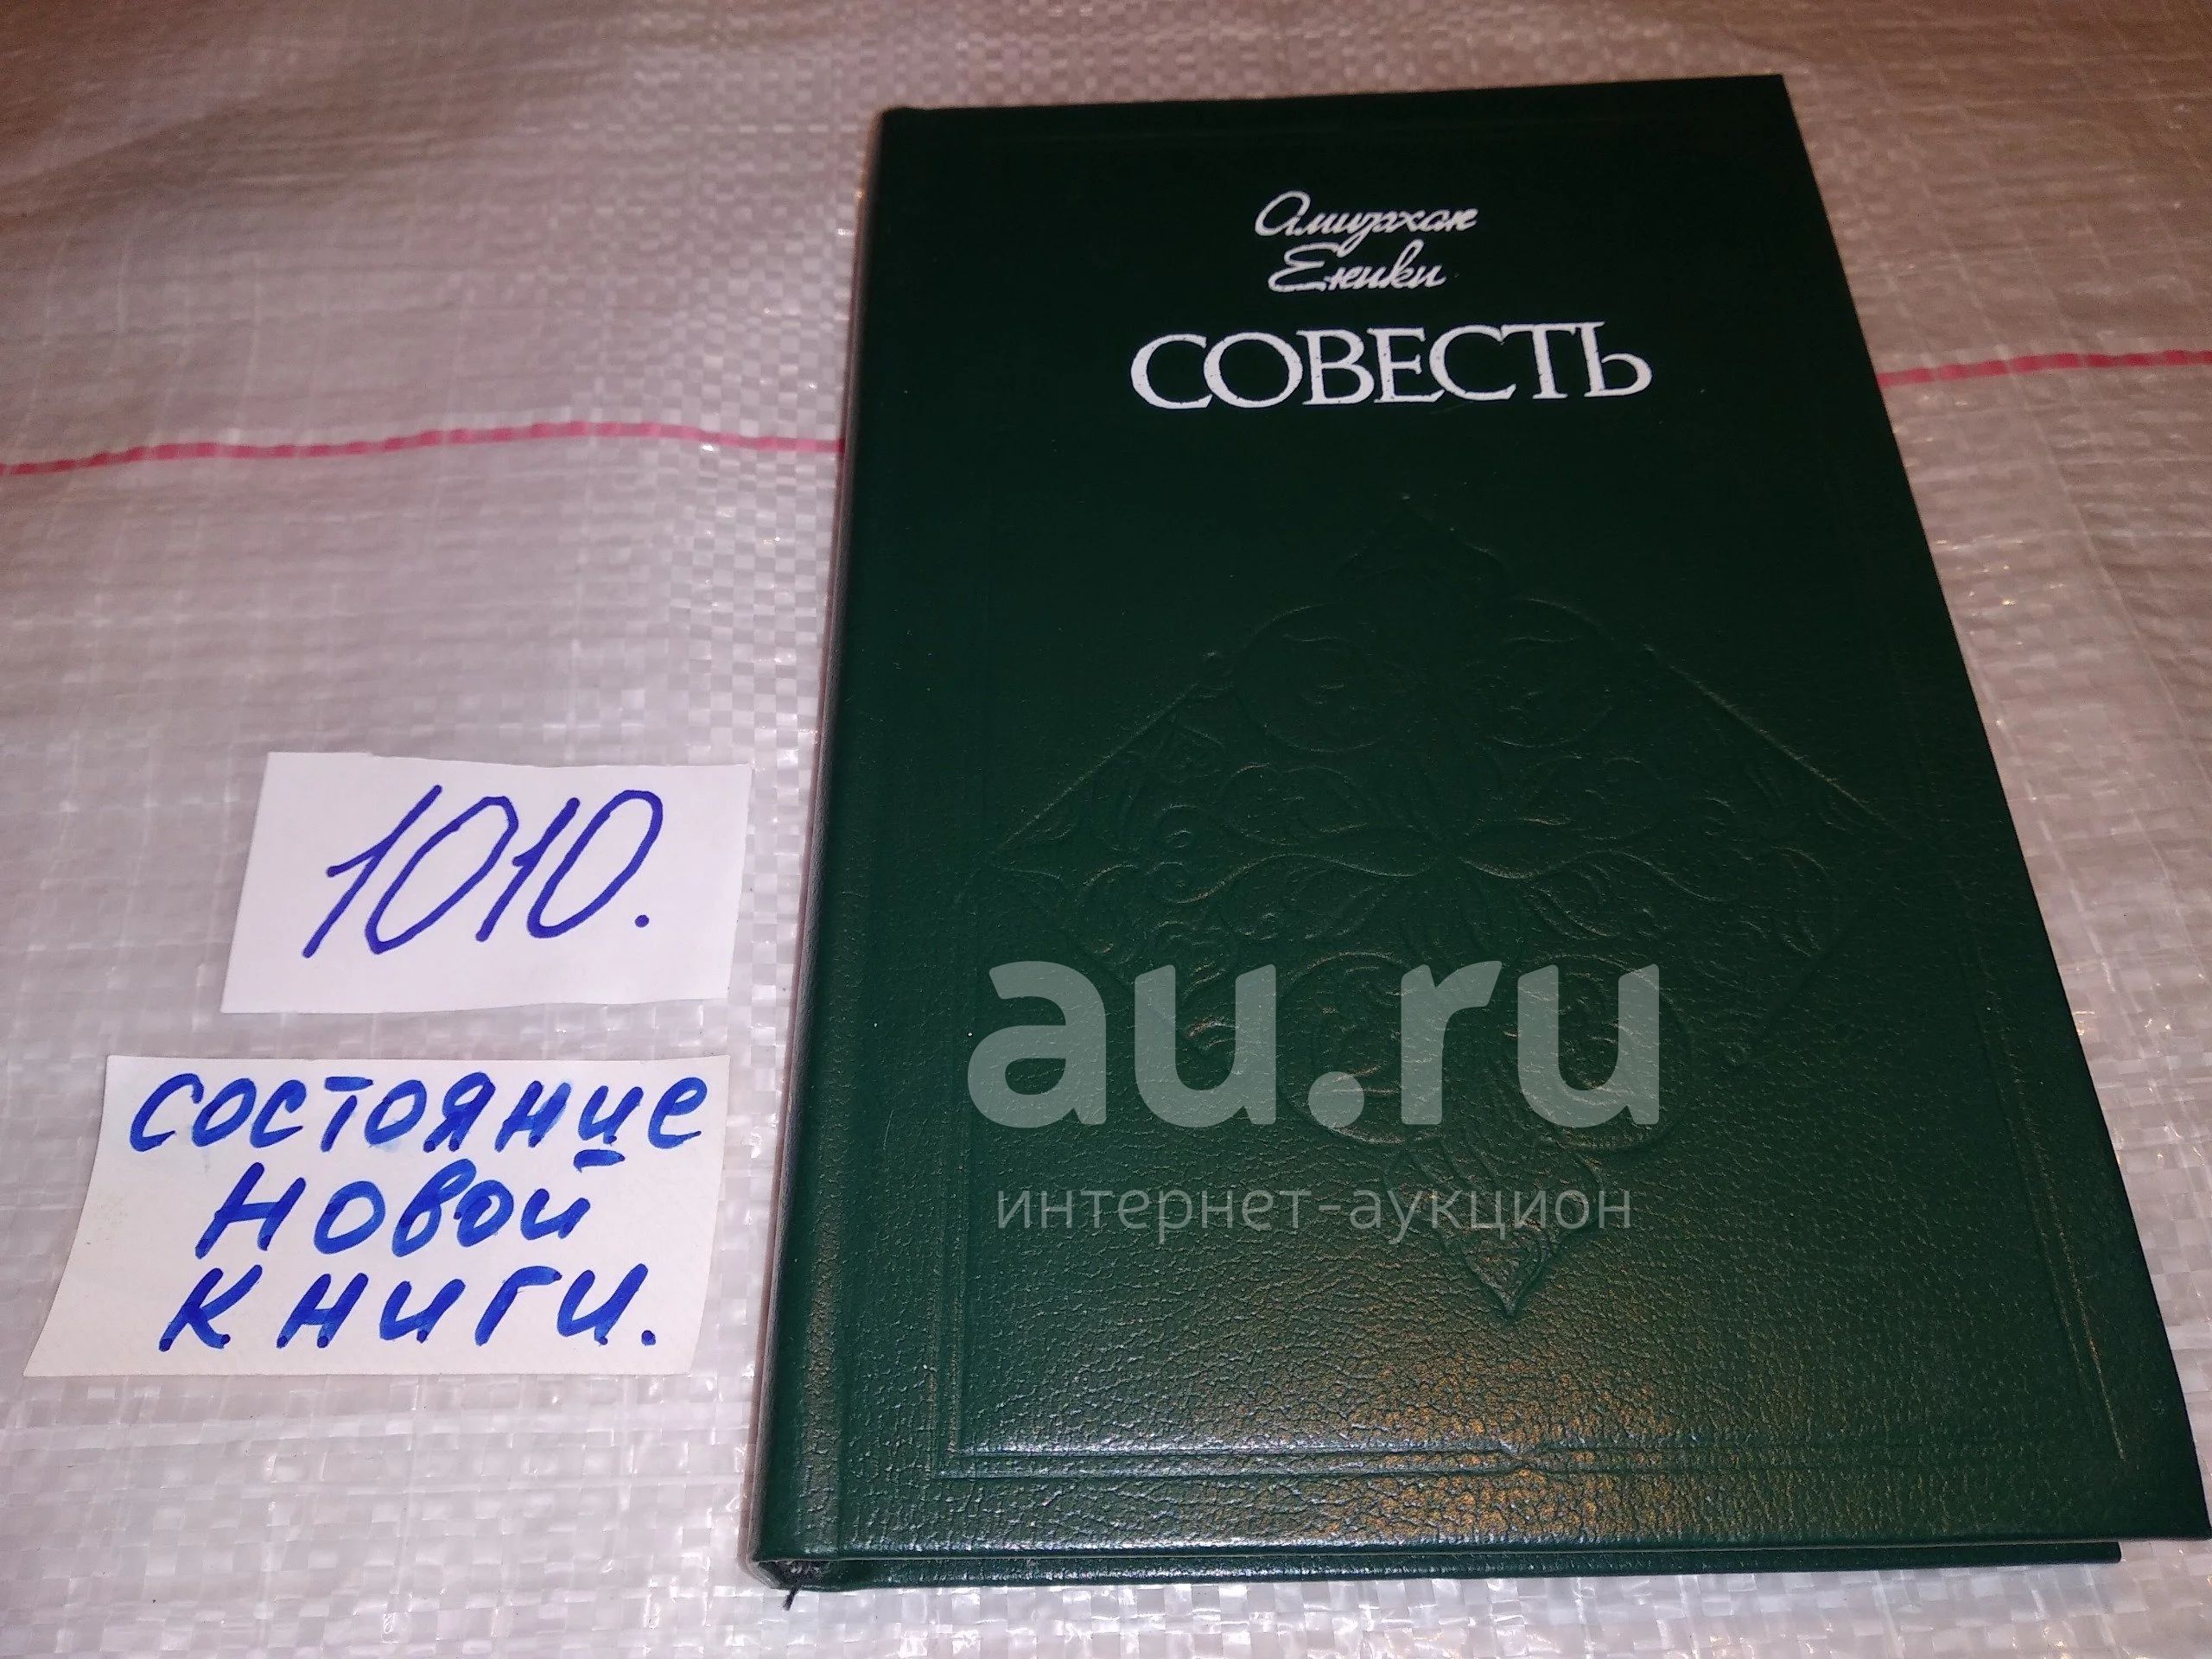 Амирхан
Еники
СОВЕСТЬ
1010.
состояние
новой
книги.
au.ru
интернет-аукцион